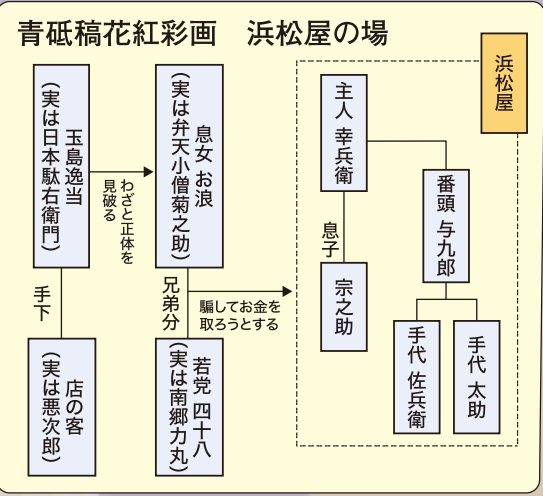 青砥稿花紅彩画　浜松屋の場
玉島逸当
（実は日本駄右衛門）
わざと正体を
見破る
息女 お浪
（実は弁天小僧菊之助）
手下
店の客
（実は悪次郎）
兄弟分
若党 四十八
（実は南郷力丸）
騙してお金を
取ろうとする
浜松屋
主人 幸兵衛
息子
宗之助
番頭 与九郎
手代 佐兵衛
手代 太助